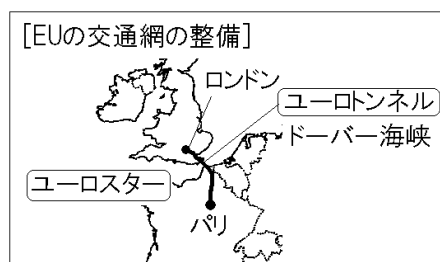 [EUの交通網の整備]
ロンドン
ユーロトンネル
ドーバー海峡
ユーロスター
パリ